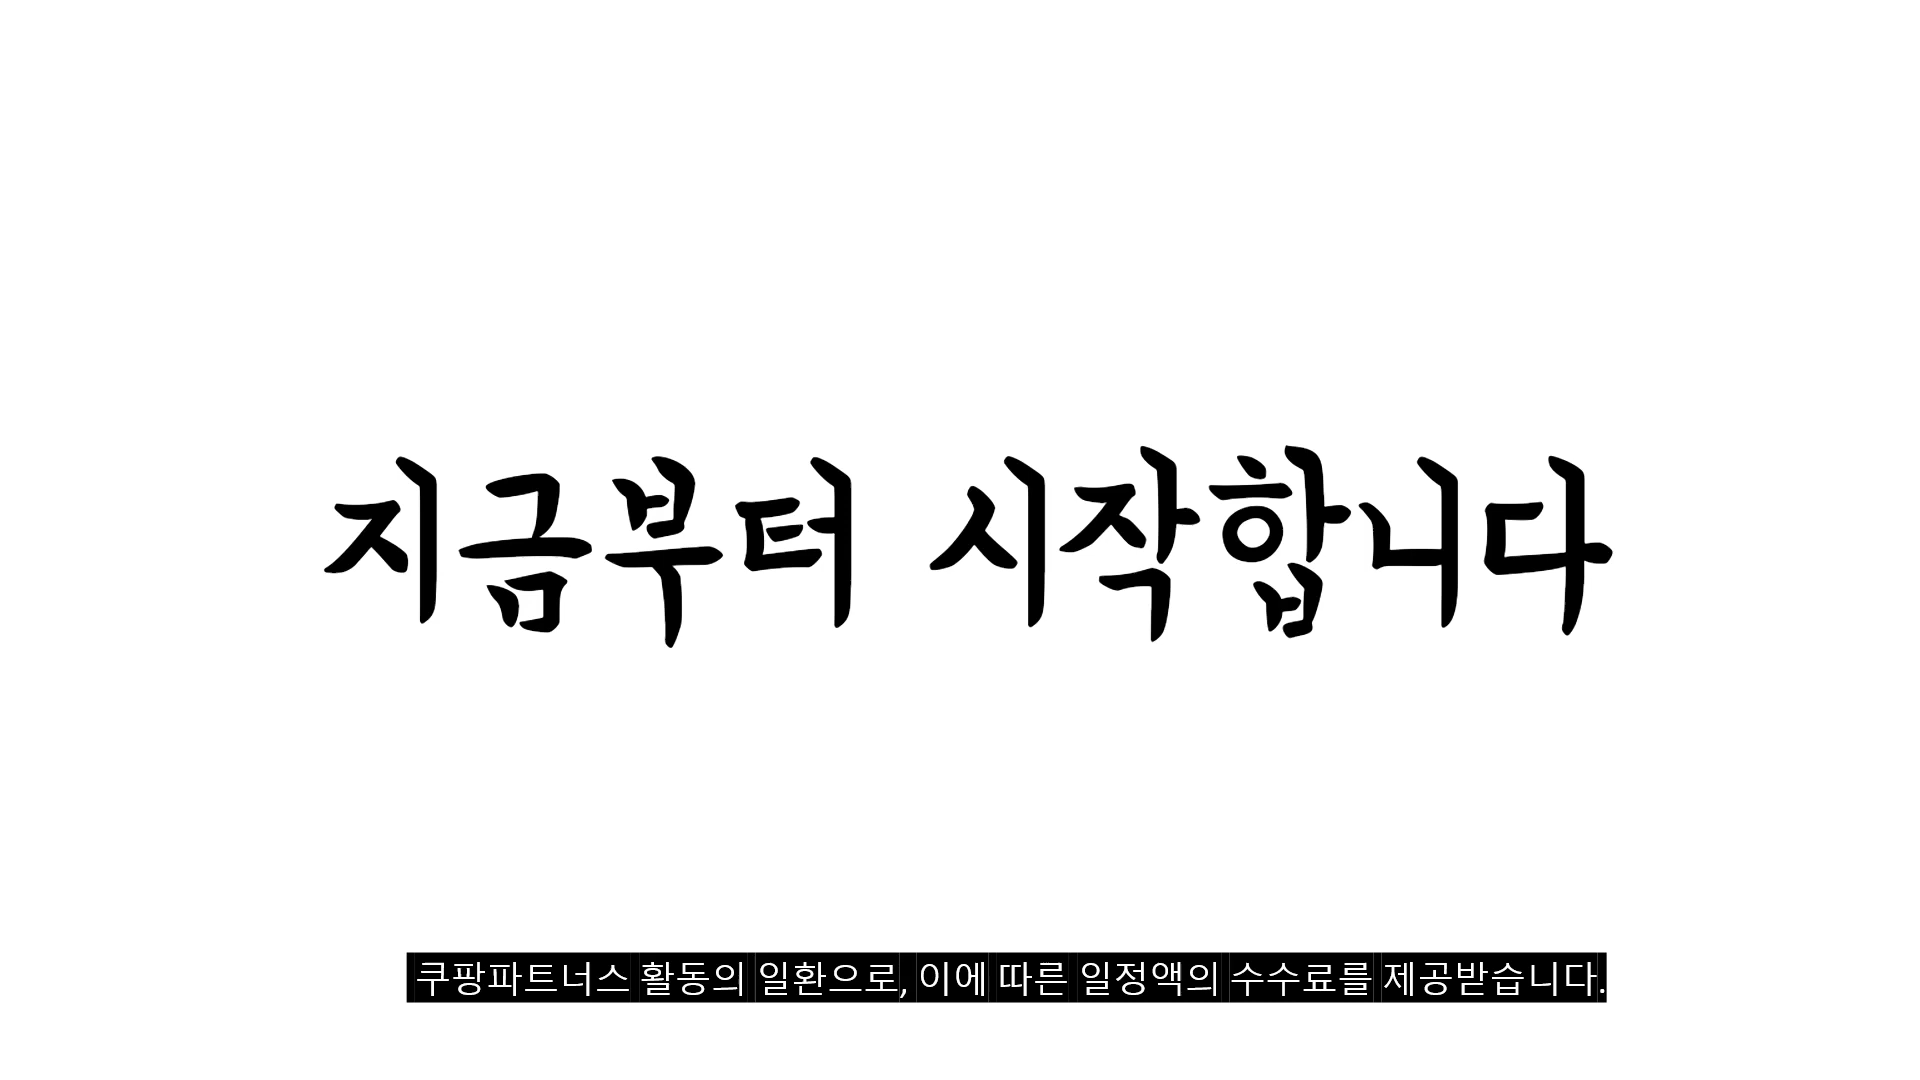 지금부터 시작합니다
쿠팡파트너스 활동의 일환으로, 이에 따른 일정액의 수수료를 제공받습니다.